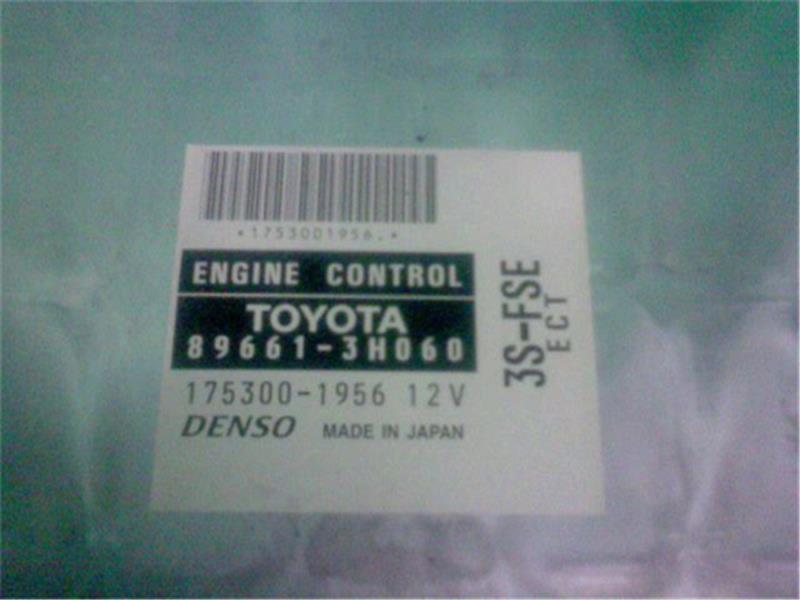 *1753001956.*
ENGINE CONTROL
TOYOTA
89661-3H060
175300-1956 12V
DENSO MADE IN JAPAN
3S-FSE
ECT